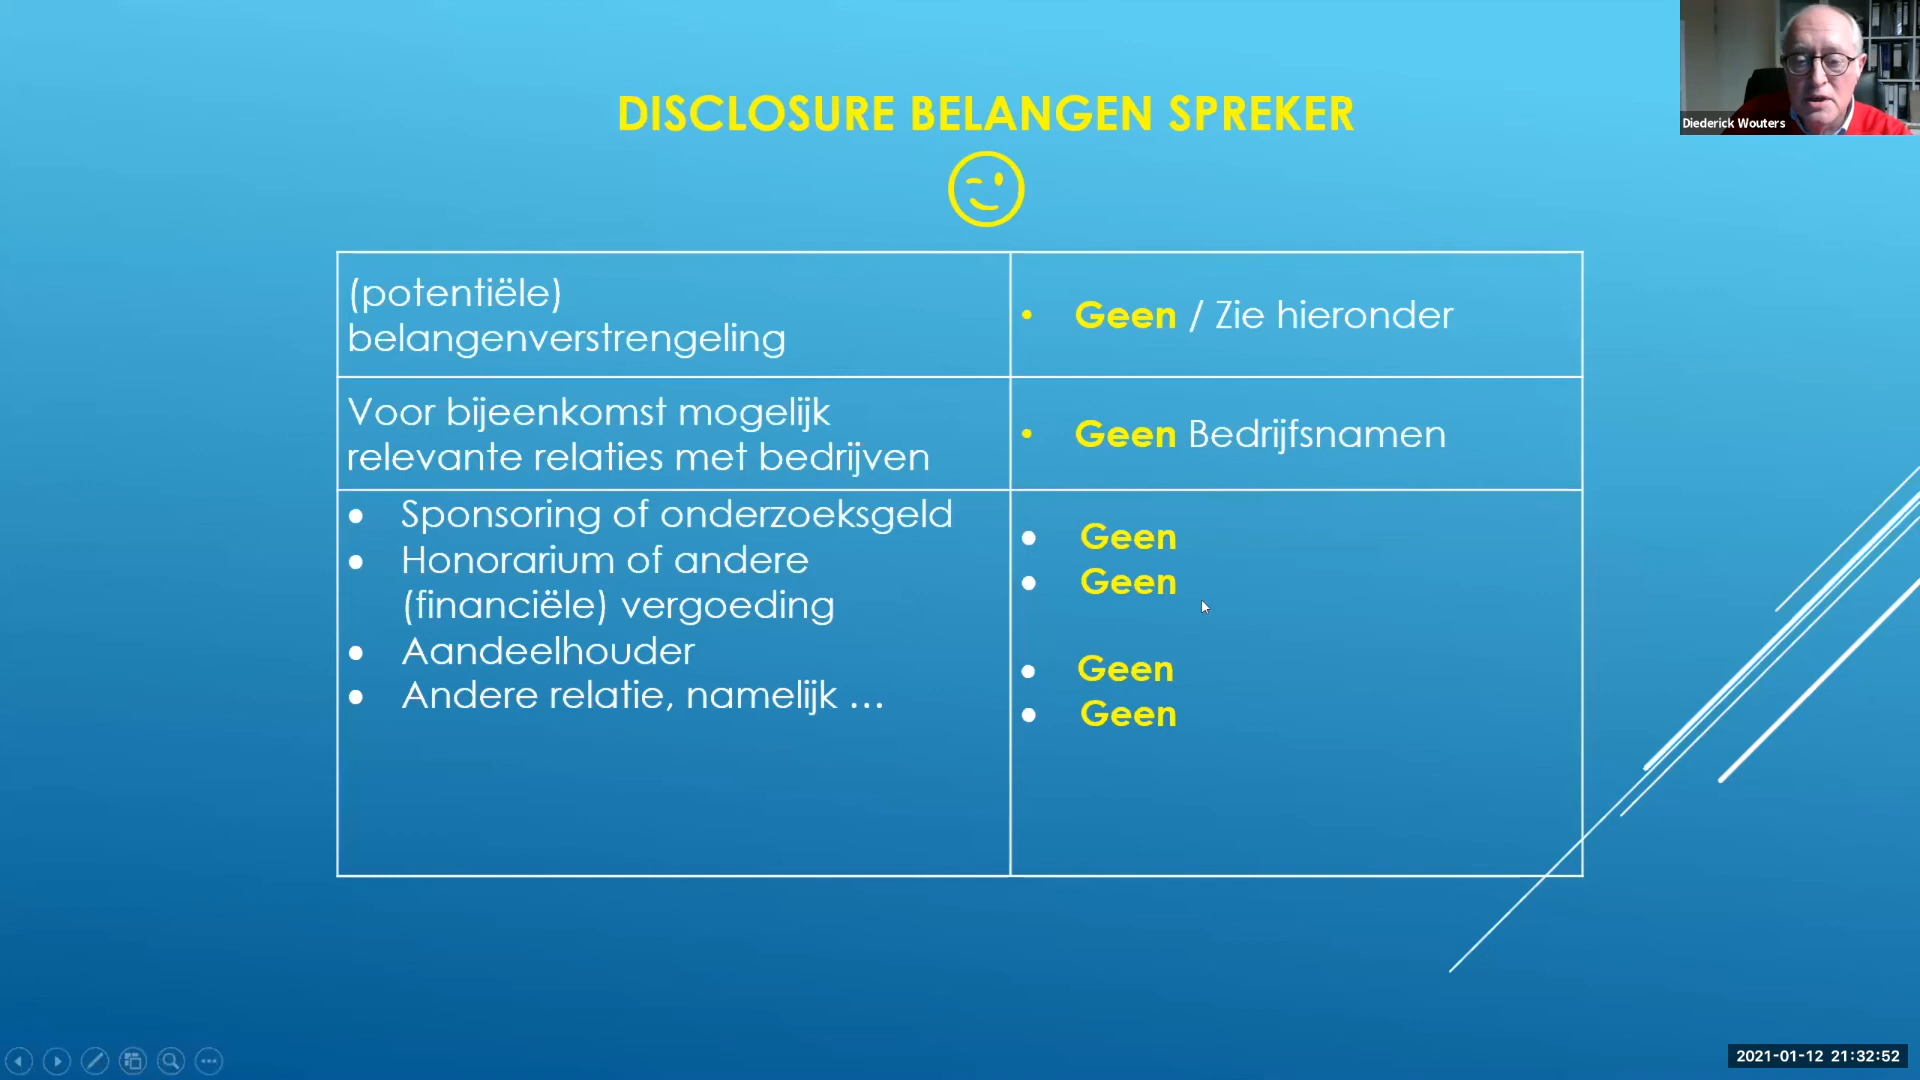 DISCLOSURE BELANGEN SPREKER
Diederick Wouters
(potentiële)
belangenverstrengeling
• Geen / Zie hieronder
Voor bijeenkomst mogelijk
relevante relaties met bedrijven
• Geen Bedrijfsnamen
• Sponsoring of onderzoeksgeld
• Honorarium of andere
(financiële) vergoeding
• Aandeelhouder
• Andere relatie, namelijk …
• Geen
• Geen
• Geen
• Geen
2021-01-12 21:32:52